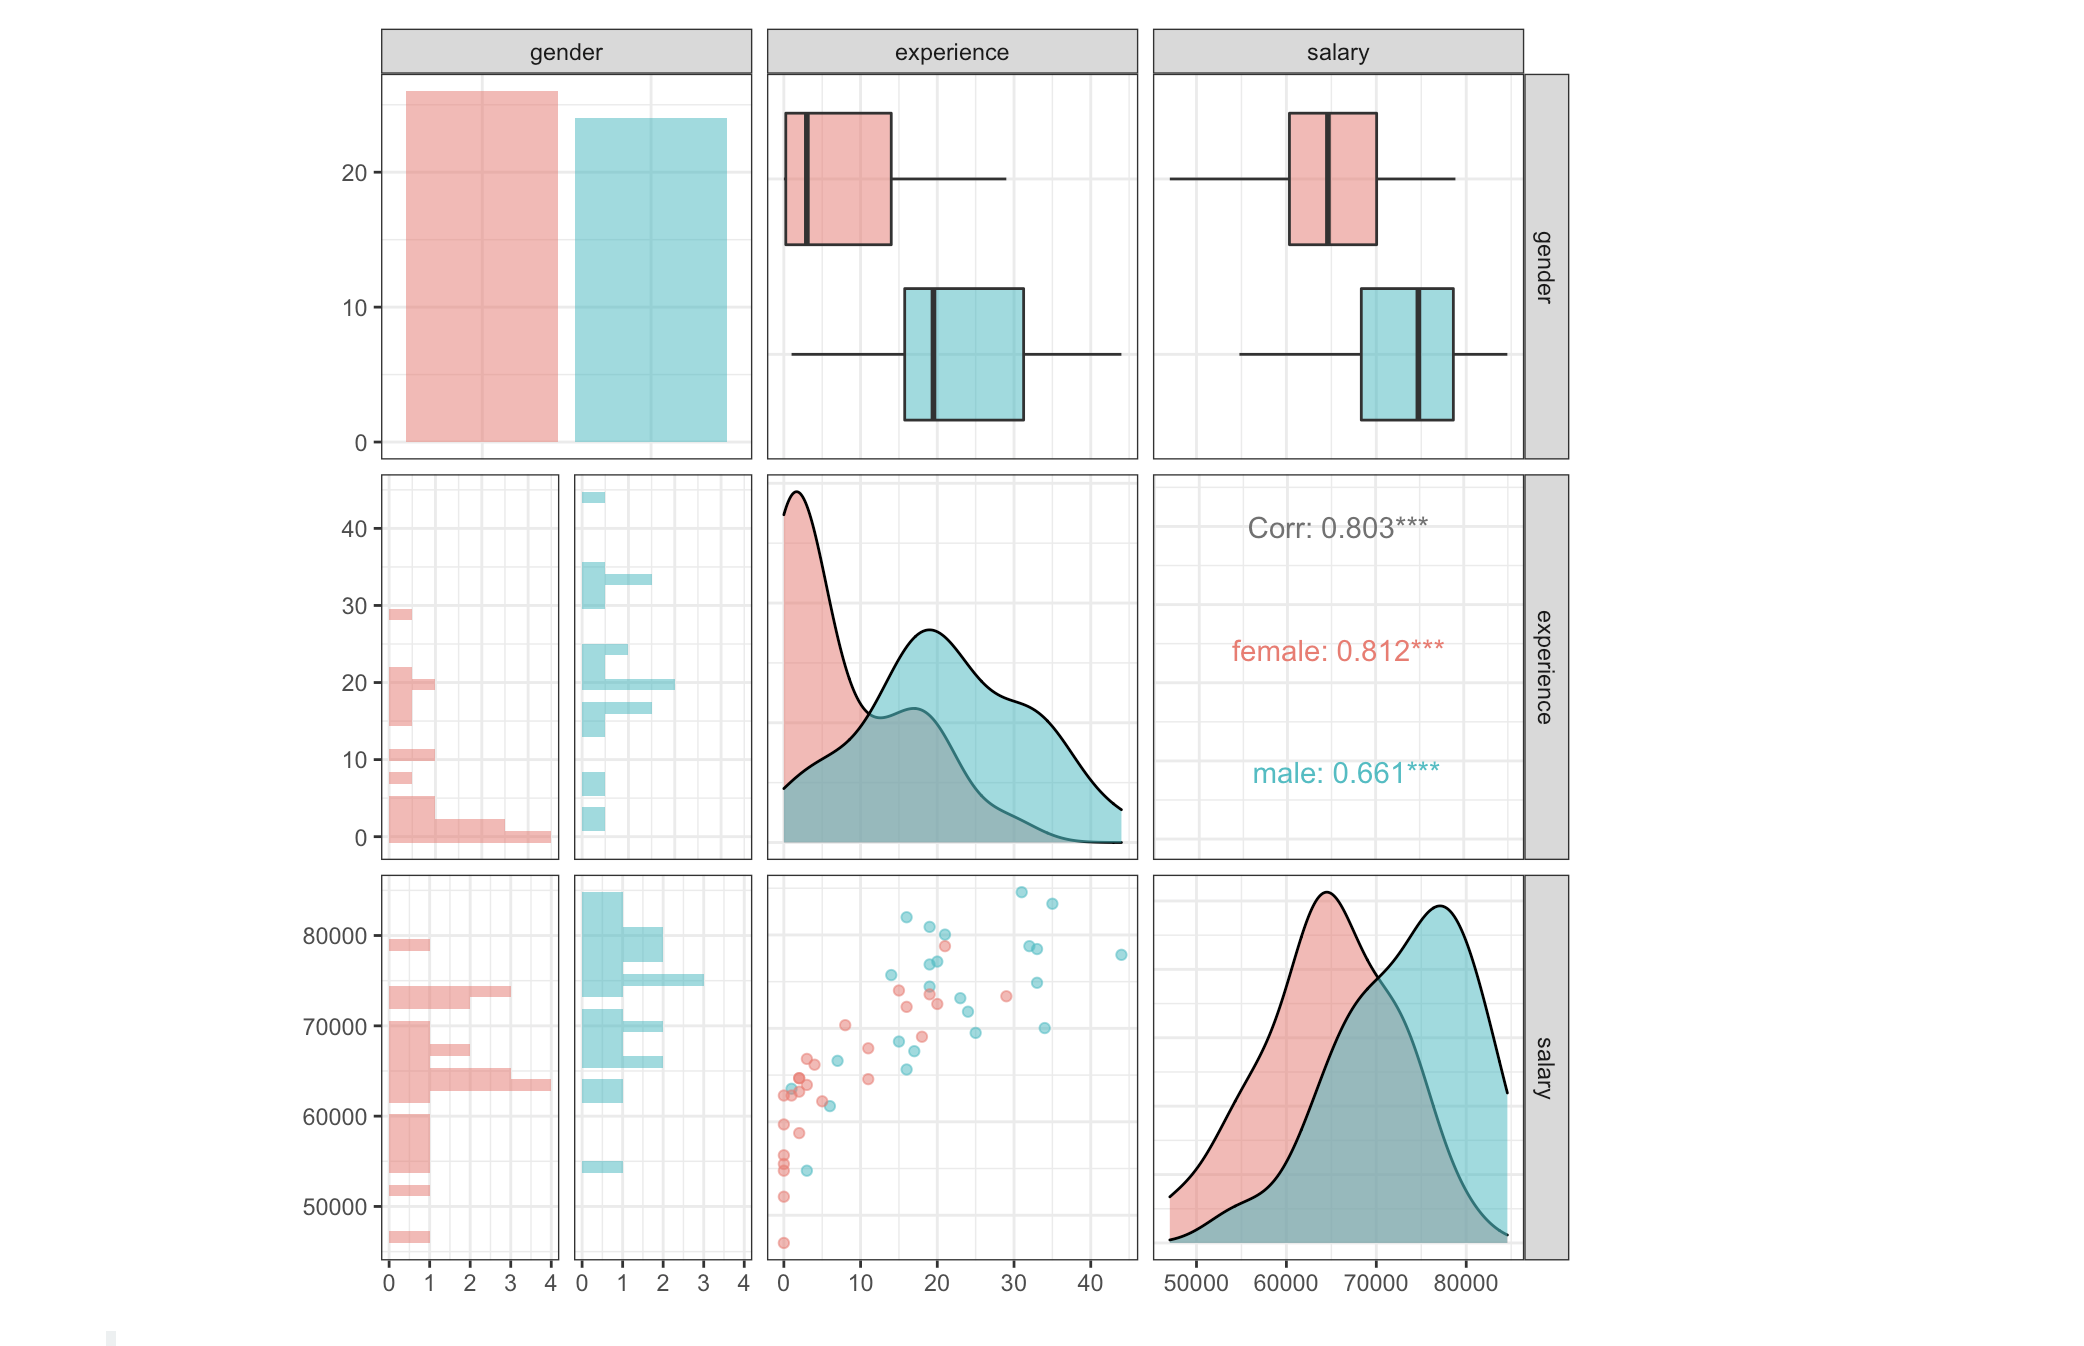 gender experience salary
20
10
0
gender
40
30
20
10
0
Corr: 0.803***
female: 0.812***
male: 0.661***
experience
80000
70000
60000
50000
salary
0 1 2 3 4 0 1 2 3 4 0 10 20 30 40 50000 60000 70000 80000